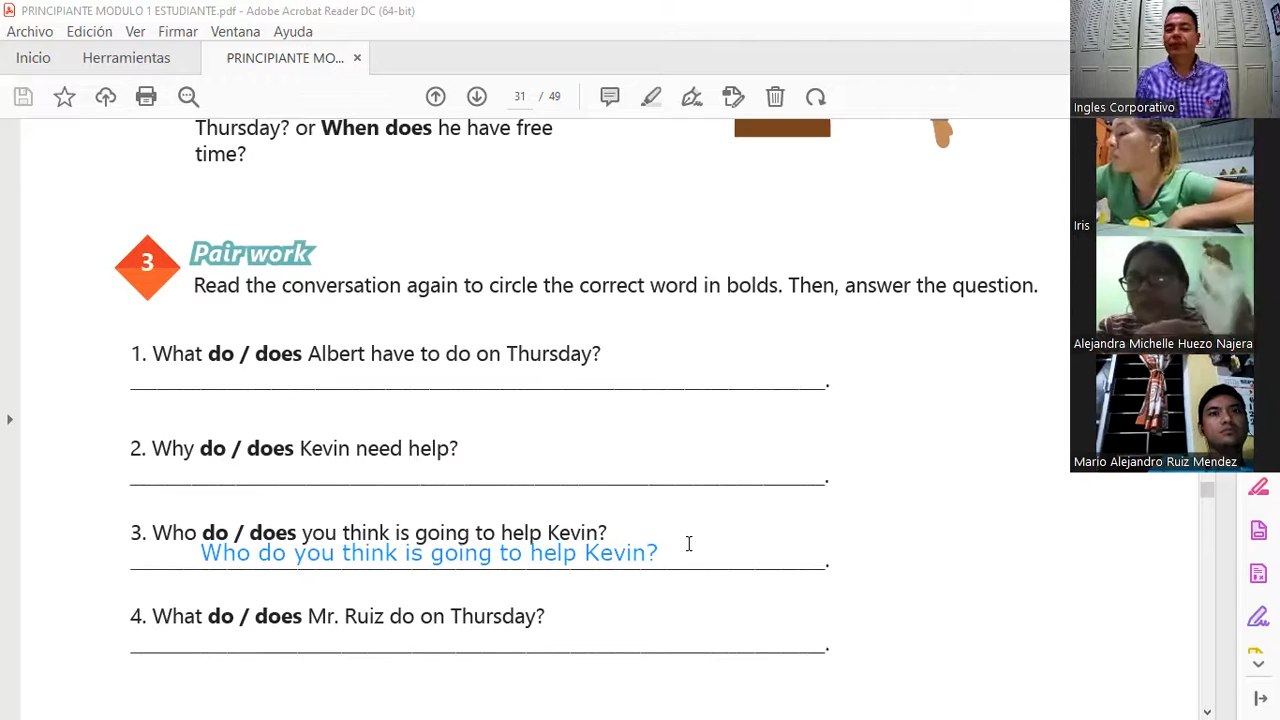 PRINCIPIANTE MODULO 1 ESTUDIANTE.pdf - Adobe Acrobat Reader DC (64-bit)
Archivo Edición Ver Firmar Ventana Ayuda
Inicio Herramientas PRINCIPIANTE MO... ×
31 / 49
Thursday? or When does he have free
time?
3 Pair work
Read the conversation again to circle the correct word in bolds. Then, answer the question.
1. What do / does Albert have to do on Thursday?
2. Why do / does Kevin need help?
3. Who do / does you think is going to help Kevin?
Who do you think is going to help Kevin?
4. What do / does Mr. Ruiz do on Thursday?
Ingles Corporativo
Iris
Alejandra Michelle Huezo Najera
Mario Alejandro Ruiz Mendez